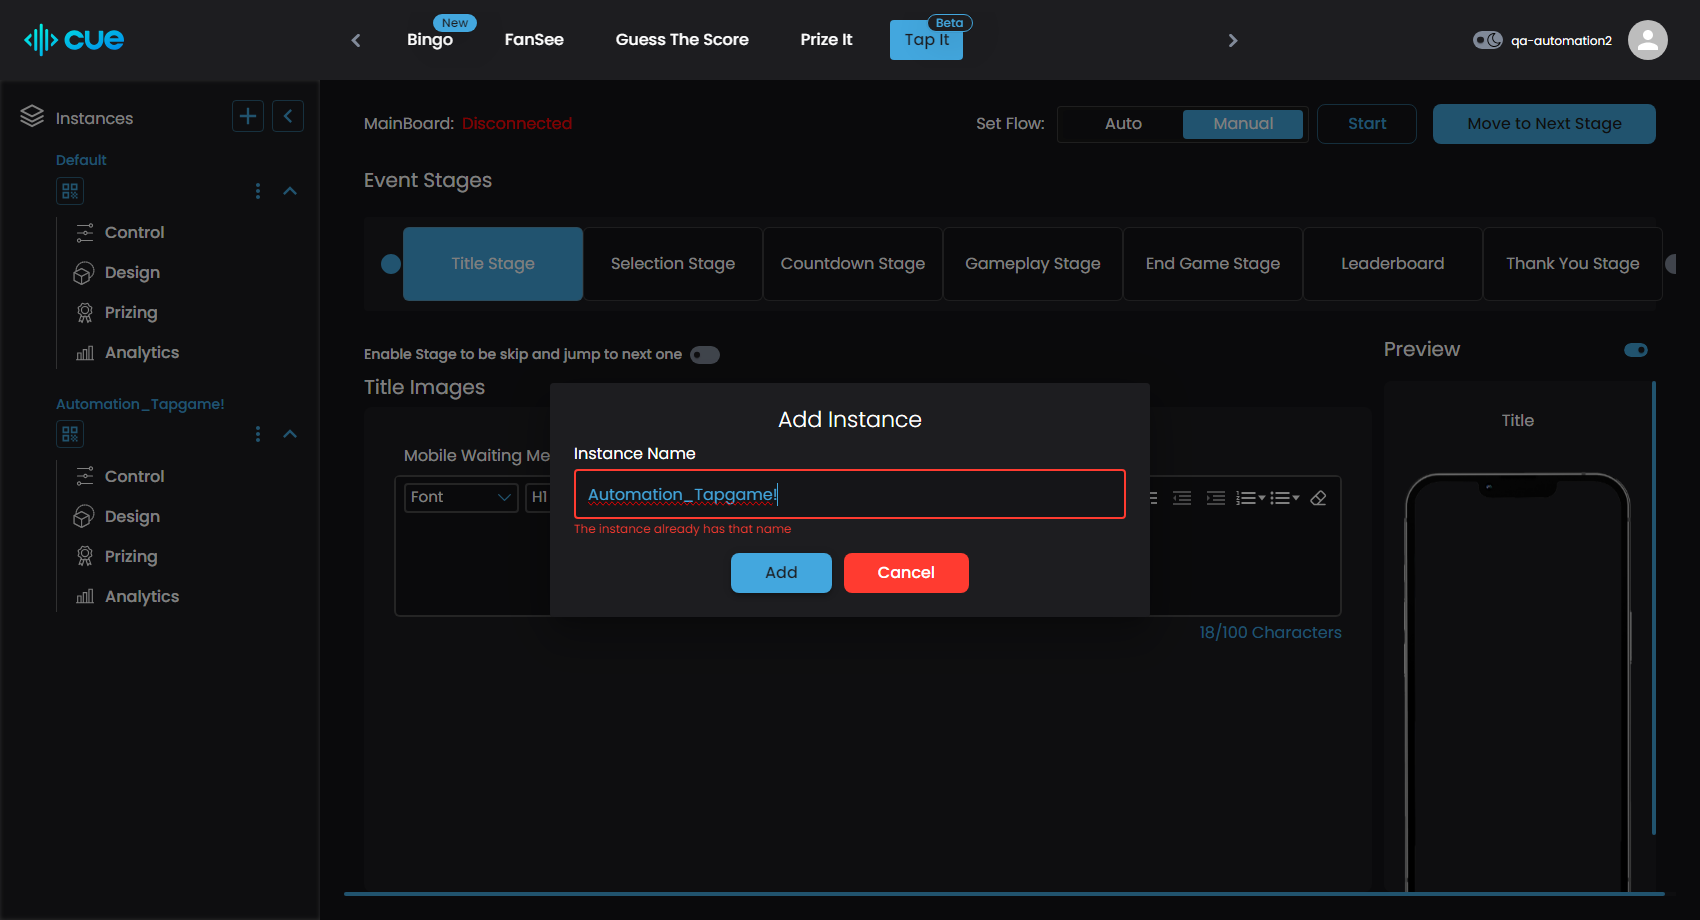 cue
New
Bingo
FanSee
Guess The Score
Prize It
Beta
Tap It
qa-automation2
Instances
Default
Control
Design
Prizing
Analytics
Automation_Tapgame!
Control
Design
Prizing
Analytics
MainBoard: Disconnected
Set Flow:
Auto
Manual
Start
Move to Next Stage
Event Stages
Title Stage
Selection Stage
Countdown Stage
Gameplay Stage
End Game Stage
Leaderboard
Thank You Stage
Enable Stage to be skip and jump to next one
Title Images
Preview
Title
Mobile Waiting Me
Font
H1
18/100 Characters
Add Instance
Instance Name
Automation_Tapgame!
The instance already has that name
Add
Cancel